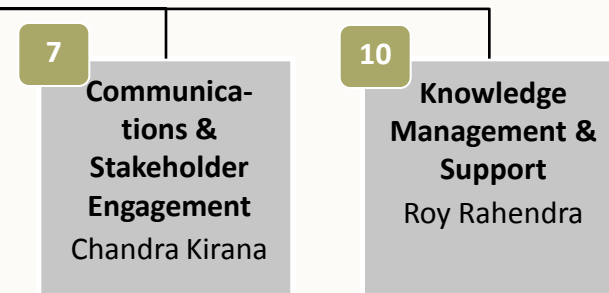 7
Communica-
tions &
Stakeholder
Engagement
Chandra Kirana
10
Knowledge
Management &
Support
Roy Rahendra